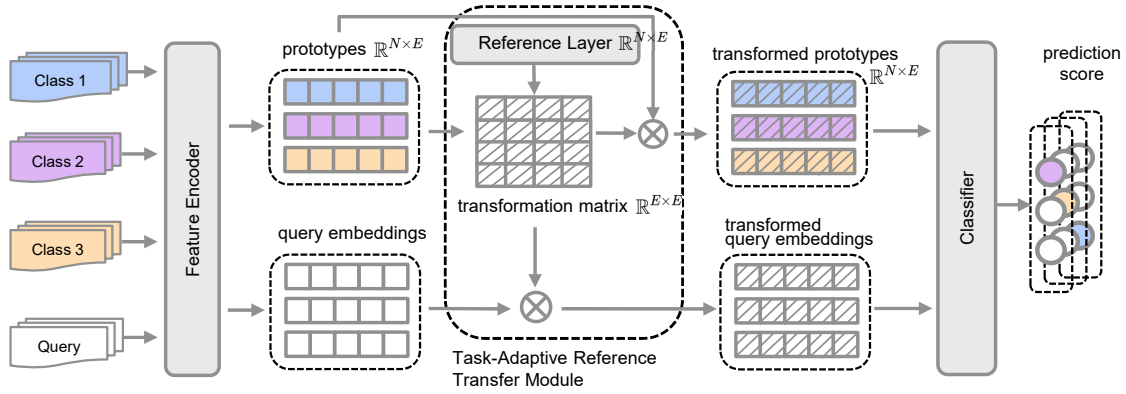 Class 1
Class 2
Class 3
Query
Feature Encoder
prototypes ℝ^{N×E}
query embeddings
Reference Layer ℝ^{N×E}
transformation matrix ℝ^{E×E}
Task-Adaptive Reference
Transfer Module
transformed prototypes
ℝ^{N×E}
transformed
query embeddings
Classifier
prediction
score